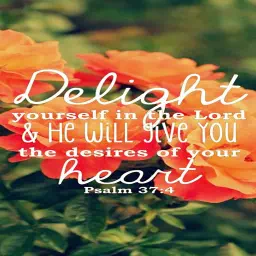 Delight
yourself in the Lord
& He will give you
the desires of your
heart
Psalm 37:4